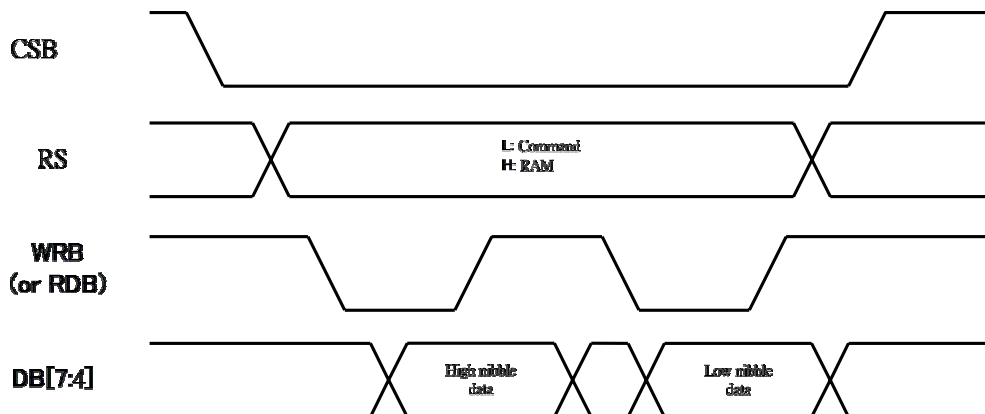 CSB
RS
L: Command
H: RAM
WRB
(or RDB)
DB[7:4]
High nibble
data
Low nibble
data